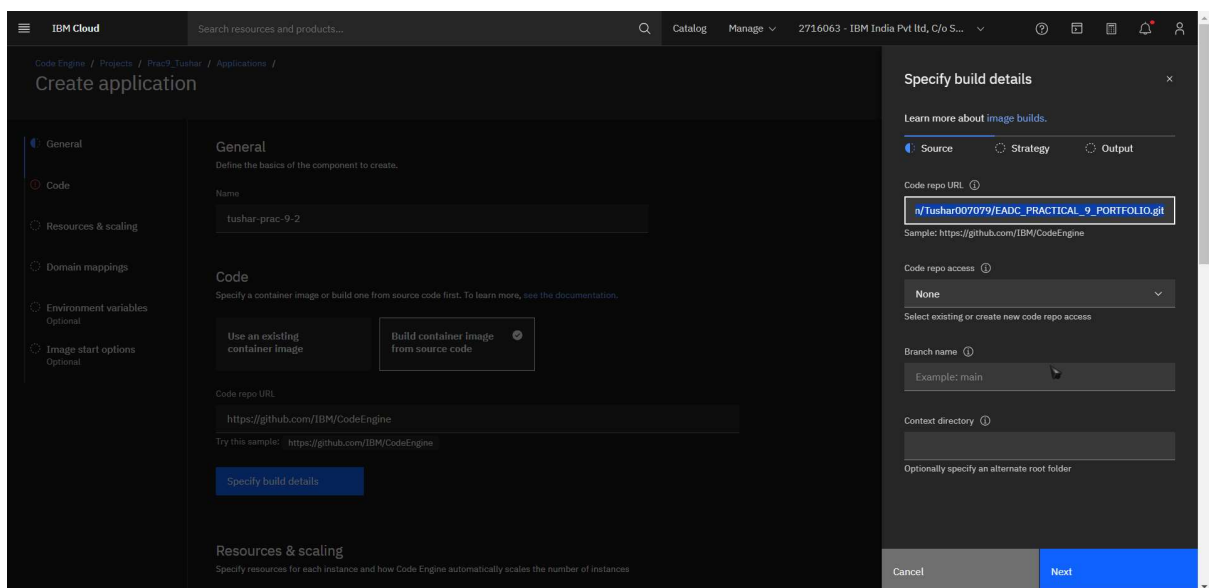 IBM Cloud
Search resources and products...
Catalog
Manage
2716063 - IBM India Pvt ltd, C/o S...
Code Engine / Projects / Prac9_Tushar / Applications /
Create application
General
Code
Resources & scaling
Domain mappings
Environment variables
Optional
Image start options
Optional
General
Define the basics of the component to create.
Name
tushar-prac-9-2
Code
Specify a container image or build one from source code first. To learn more, see the documentation.
Use an existing
container image
Build container image
from source code
Code repo URL
https://github.com/IBM/CodeEngine
Try this sample: https://github.com/IBM/CodeEngine
Specify build details
Resources & scaling
Specify resources for each instance and how Code Engine automatically scales the number of instances
Specify build details
Learn more about image builds.
Source
Strategy
Output
Code repo URL
n/Tushar007079/EADC_PRACTICAL_9_PORTFOLIO.git
Sample: https://github.com/IBM/CodeEngine
Code repo access
None
Select existing or create new code repo access
Branch name
Example: main
Context directory
Optionally specify an alternate root folder
Cancel
Next